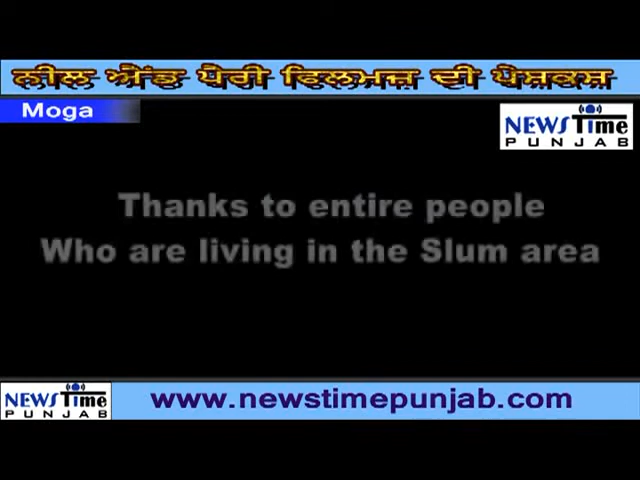 ਨੀਲ ਐਂਡ ਪੈਰੀ ਫਿਲਮਜ਼ ਦੀ ਪੇਸ਼ਕਸ਼
Moga
NEWS Time
PUNJAB
Thanks to entire people
Who are living in the Slum area
NEWS Time
PUNJAB
www.newstimepunjab.com